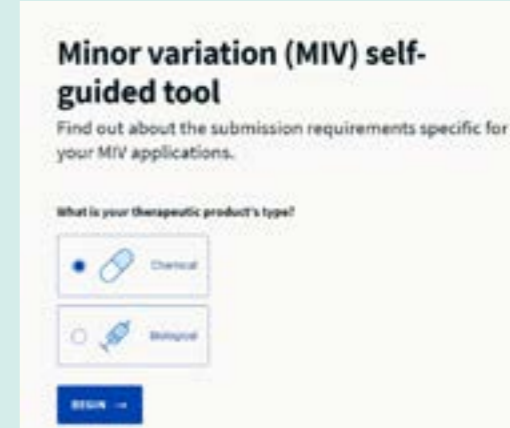 Minor variation (MIV) self-
guided tool
Find out about the submission requirements specific for
your MIV applications.
What is your therapeutic product's type?
Chemical
Biological
BEGIN →